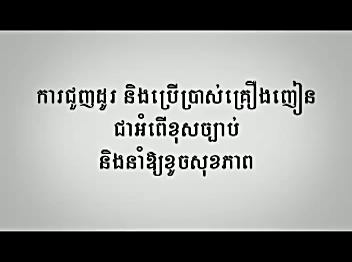 ការជួញដូរ និងប្រើប្រាស់គ្រឿងញៀន
ជាអំពើខុសច្បាប់
និងនាំឱ្យខូចសុខភាព